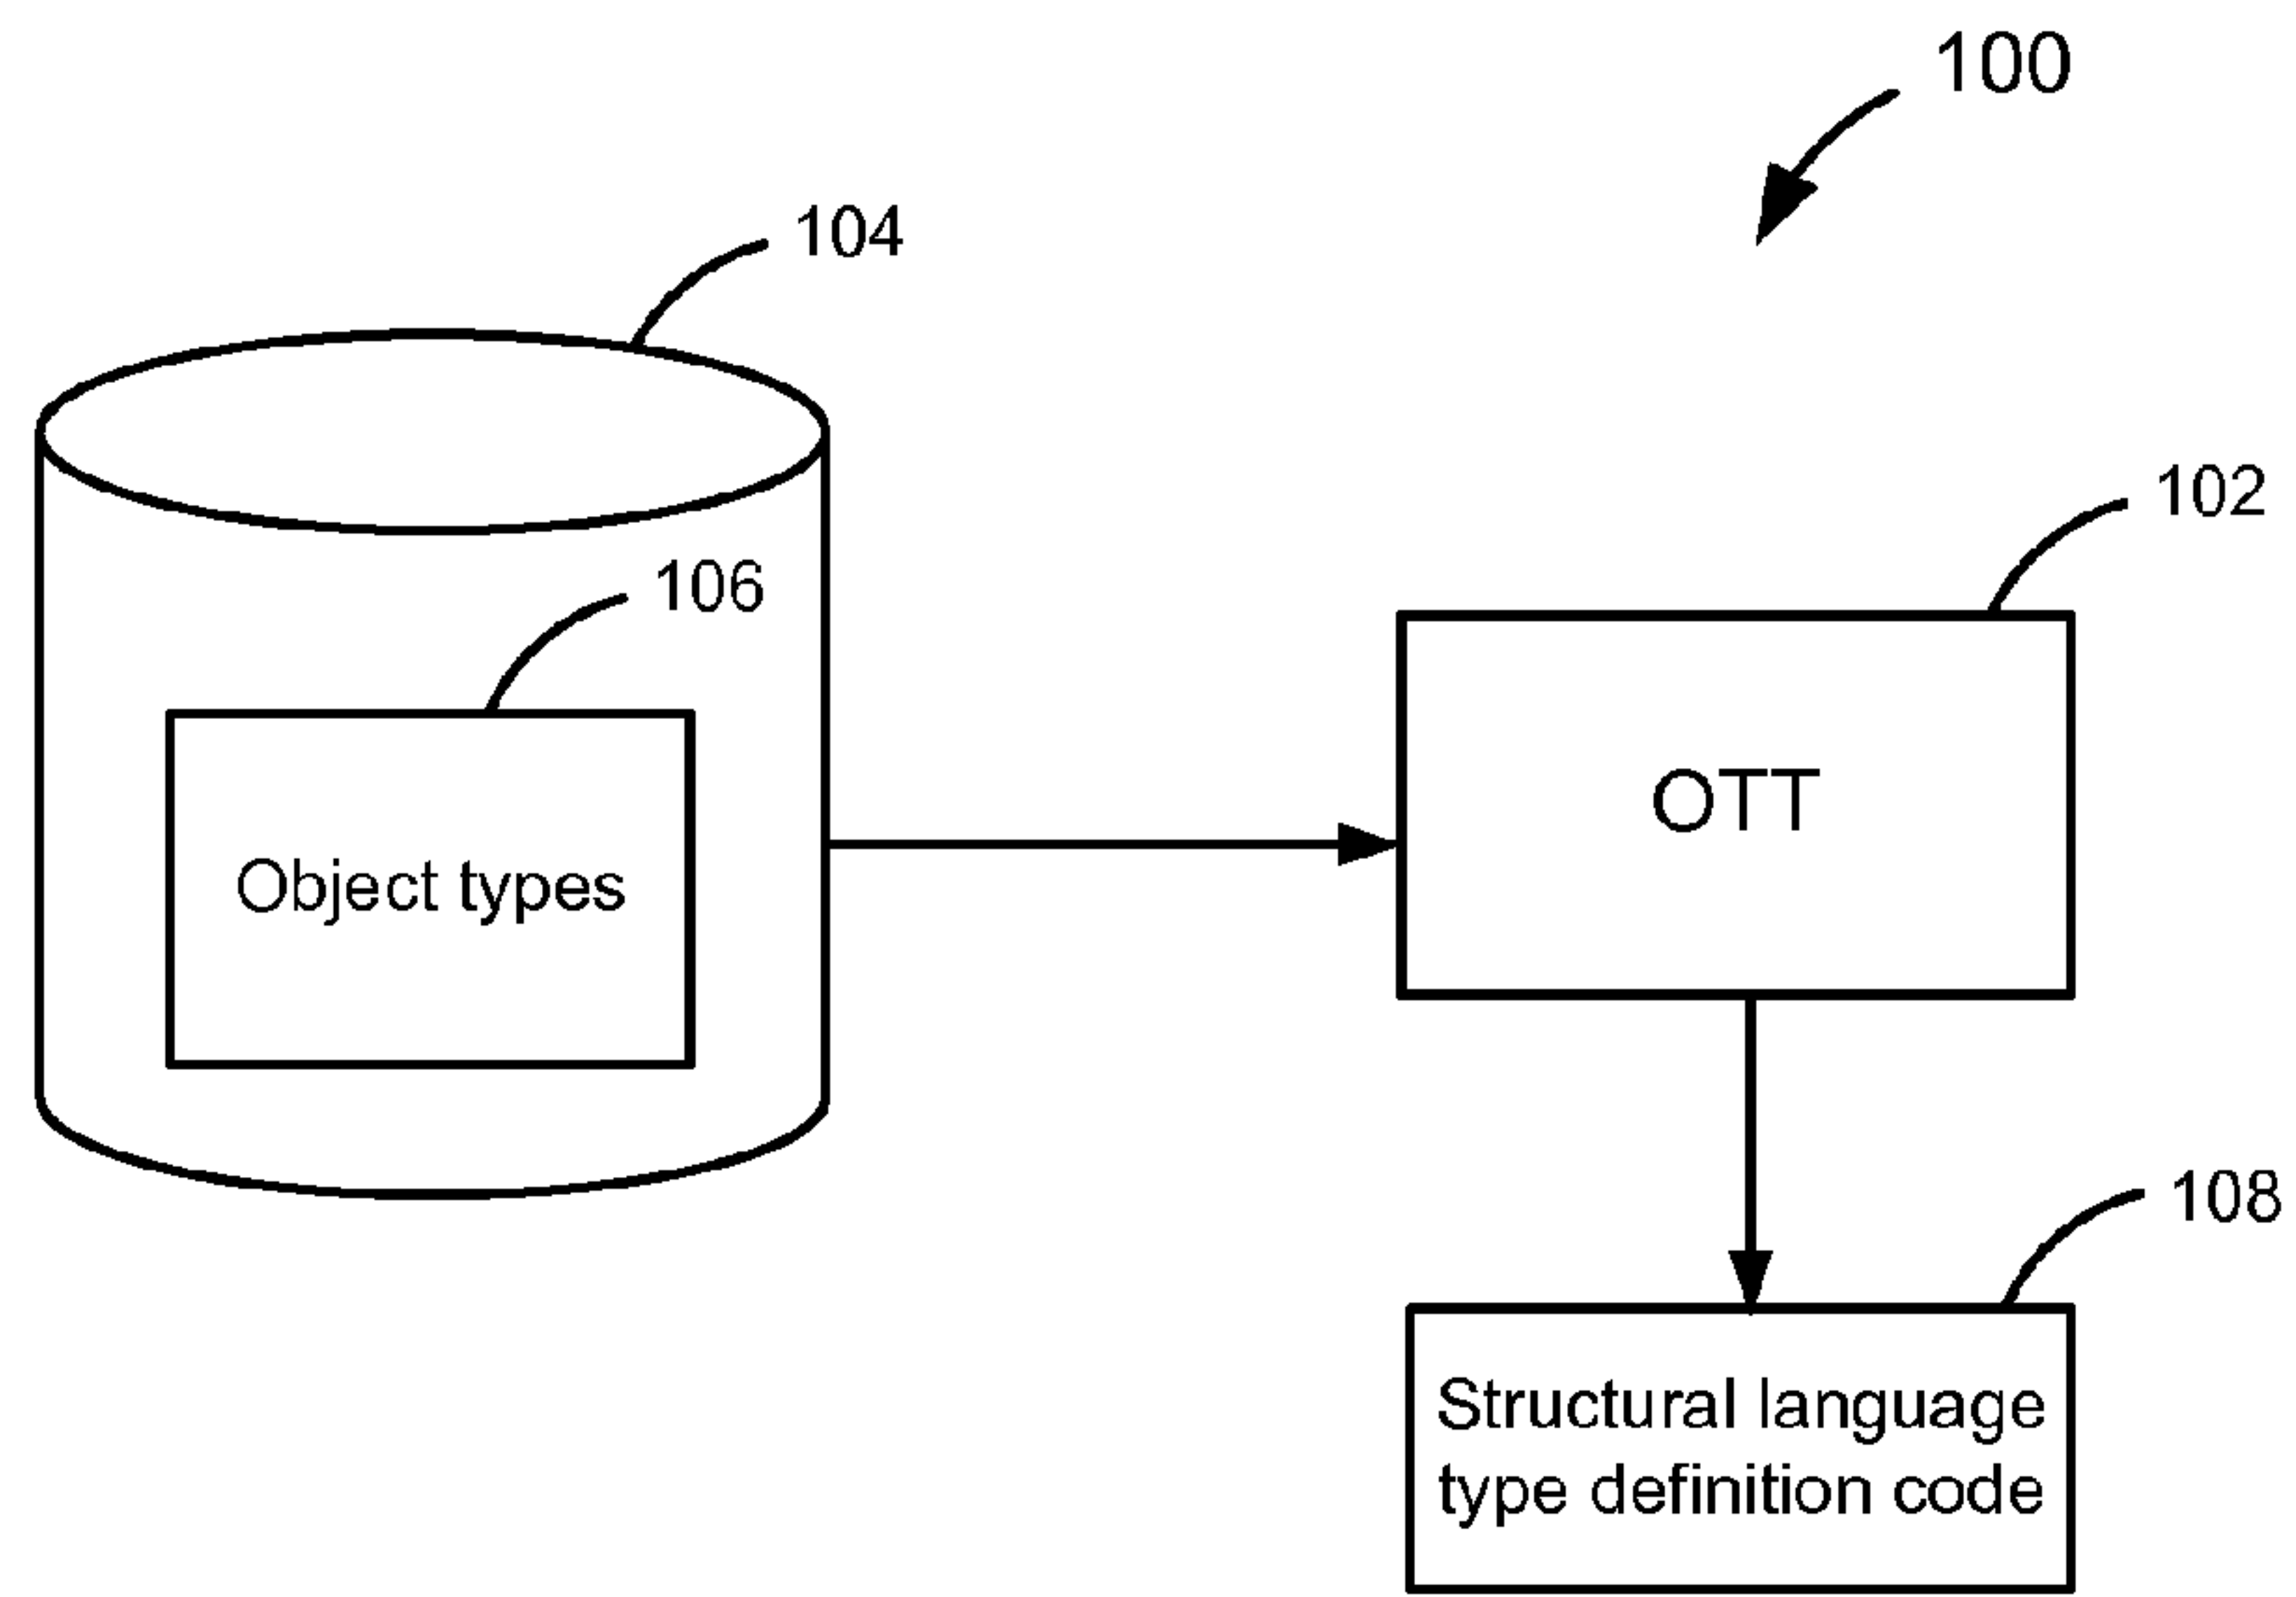 100
104
102
106
OTT
Object types
108
Structural language
type definition code